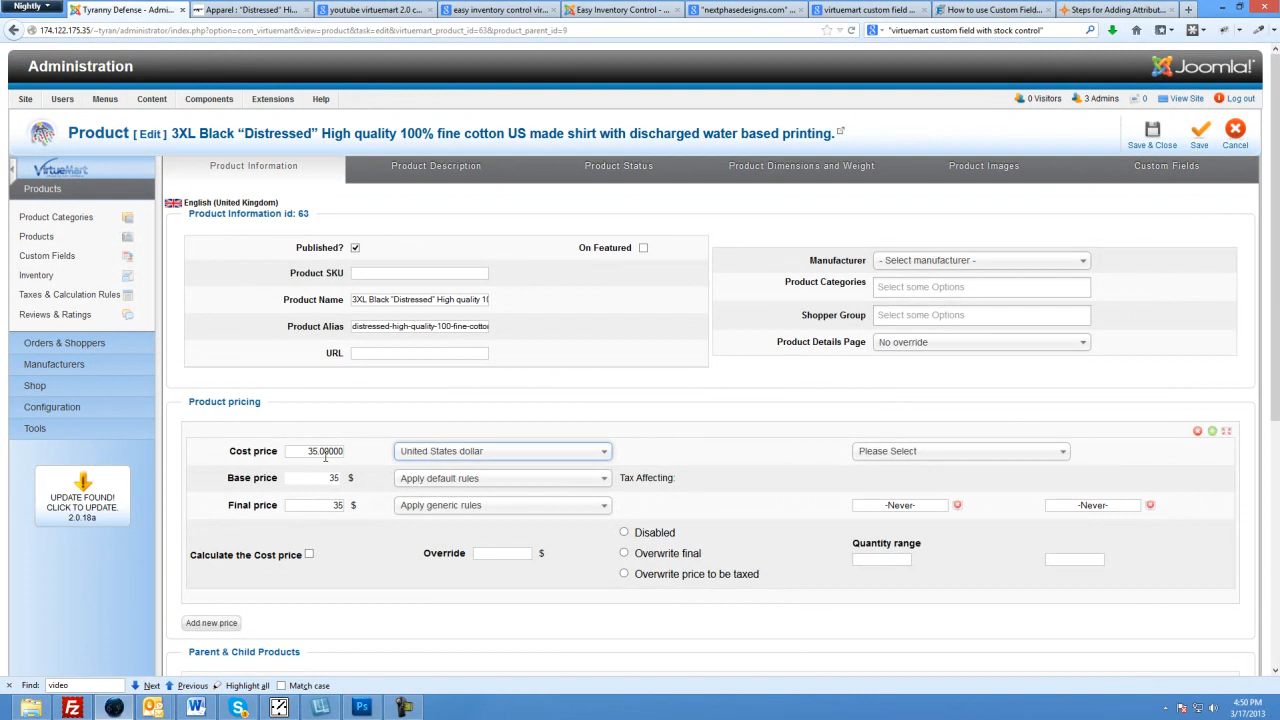 Nightly
Tyranny Defense - Admi...
Apparel : "Distressed" Hi...
youtube virtuemart 2.0 c...
easy inventory control vir...
Easy Inventory Control - ...
"nextphasedesigns.com" ...
virtuemart custom field ...
How to use Custom Field...
Steps for Adding Attribut...
174.122.175.35/~tyran/administrator/index.php?option=com_virtuemart&view=product&task=edit&virtuemart_product_id=63&product_parent_id=9
"virtuemart custom field with stock control"
Administration
Joomla!
Site Users Menus Content Components Extensions Help
0 Visitors 3 Admins 0 View Site Log out
Product [ Edit ] 3XL Black “Distressed” High quality 100% fine cotton US made shirt with discharged water based printing.
Save & Close Save Cancel
VirtueMart
Products
Product Categories
Products
Custom Fields
Inventory
Taxes & Calculation Rules
Reviews & Ratings
Orders & Shoppers
Manufacturers
Shop
Configuration
Tools
UPDATE FOUND!
CLICK TO UPDATE.
2.0.18a
Product Information Product Description Product Status Product Dimensions and Weight Product Images Custom Fields
English (United Kingdom)
Product Information id: 63
Published? On Featured
Product SKU
Product Name 3XL Black “Distressed” High quality 10
Product Alias distressed-high-quality-100-fine-cotto
URL
Manufacturer - Select manufacturer -
Product Categories Select some Options
Shopper Group Select some Options
Product Details Page No override
Product pricing
Cost price 35.00000 United States dollar Please Select
Base price 35 $ Apply default rules Tax Affecting:
Final price 35 $ Apply generic rules -Never- -Never-
Calculate the Cost price Override $
Disabled
Overwrite final
Overwrite price to be taxed
Quantity range
Add new price
Parent & Child Products
Find: video Next Previous Highlight all Match case
4:50 PM
3/17/2013